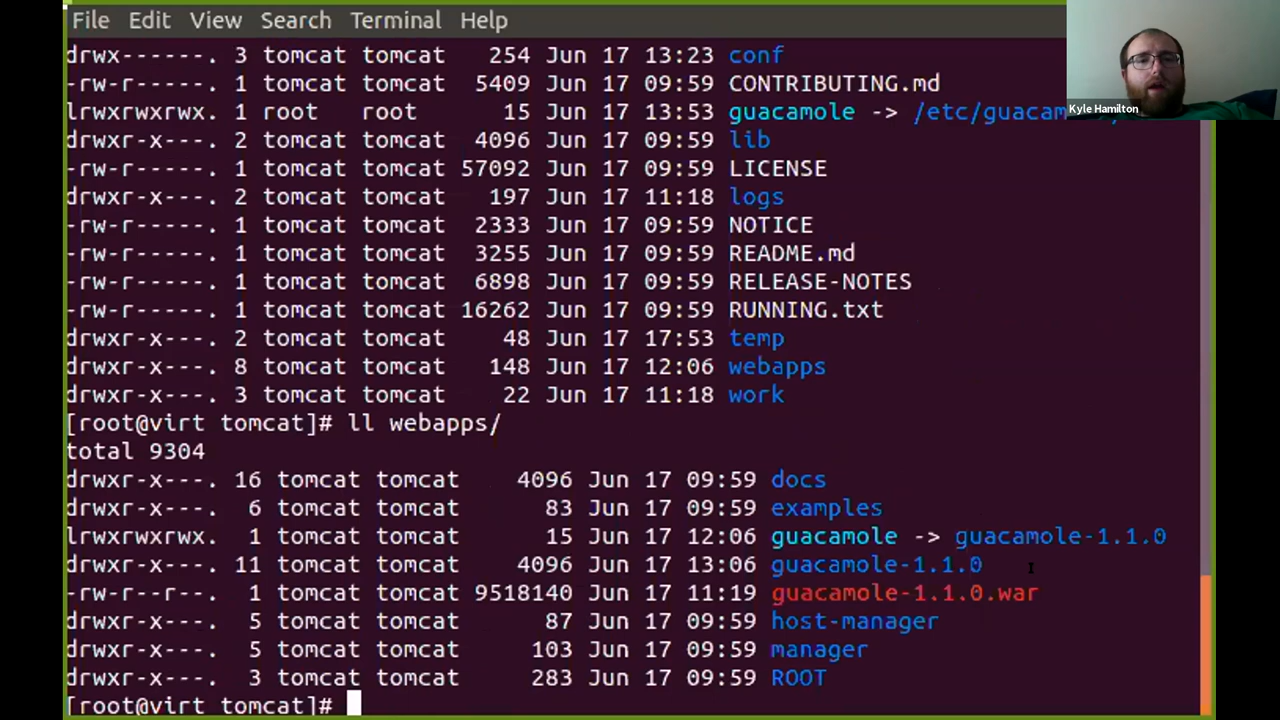 File Edit View Search Terminal Help
drwx------. 3 tomcat tomcat 254 Jun 17 13:23 conf
-rw-r-----. 1 tomcat tomcat 5409 Jun 17 09:59 CONTRIBUTING.md
Kyle Hamilton
lrwxrwxrwx. 1 root root 15 Jun 17 13:53 guacamole -> /etc/guacam
drwxr-x---. 2 tomcat tomcat 4096 Jun 17 09:59 lib
-rw-r-----. 1 tomcat tomcat 57092 Jun 17 09:59 LICENSE
drwxr-x---. 2 tomcat tomcat 197 Jun 17 11:18 logs
-rw-r-----. 1 tomcat tomcat 2333 Jun 17 09:59 NOTICE
-rw-r-----. 1 tomcat tomcat 3255 Jun 17 09:59 README.md
-rw-r-----. 1 tomcat tomcat 6898 Jun 17 09:59 RELEASE-NOTES
-rw-r-----. 1 tomcat tomcat 16262 Jun 17 09:59 RUNNING.txt
drwxr-x---. 2 tomcat tomcat 48 Jun 17 17:53 temp
drwxr-x---. 8 tomcat tomcat 148 Jun 17 12:06 webapps
drwxr-x---. 3 tomcat tomcat 22 Jun 17 11:18 work
[root@virt tomcat]# ll webapps/
total 9304
drwxr-x---. 16 tomcat tomcat 4096 Jun 17 09:59 docs
drwxr-x---. 6 tomcat tomcat 83 Jun 17 09:59 examples
lrwxrwxrwx. 1 tomcat tomcat 15 Jun 17 12:06 guacamole -> guacamole-1.1.0
drwxr-x---. 11 tomcat tomcat 4096 Jun 17 13:06 guacamole-1.1.0
-rw-r--r--. 1 tomcat tomcat 9518140 Jun 17 11:19 guacamole-1.1.0.war
drwxr-x---. 5 tomcat tomcat 87 Jun 17 09:59 host-manager
drwxr-x---. 5 tomcat tomcat 103 Jun 17 09:59 manager
drwxr-x---. 3 tomcat tomcat 283 Jun 17 09:59 ROOT
[root@virt tomcat]#